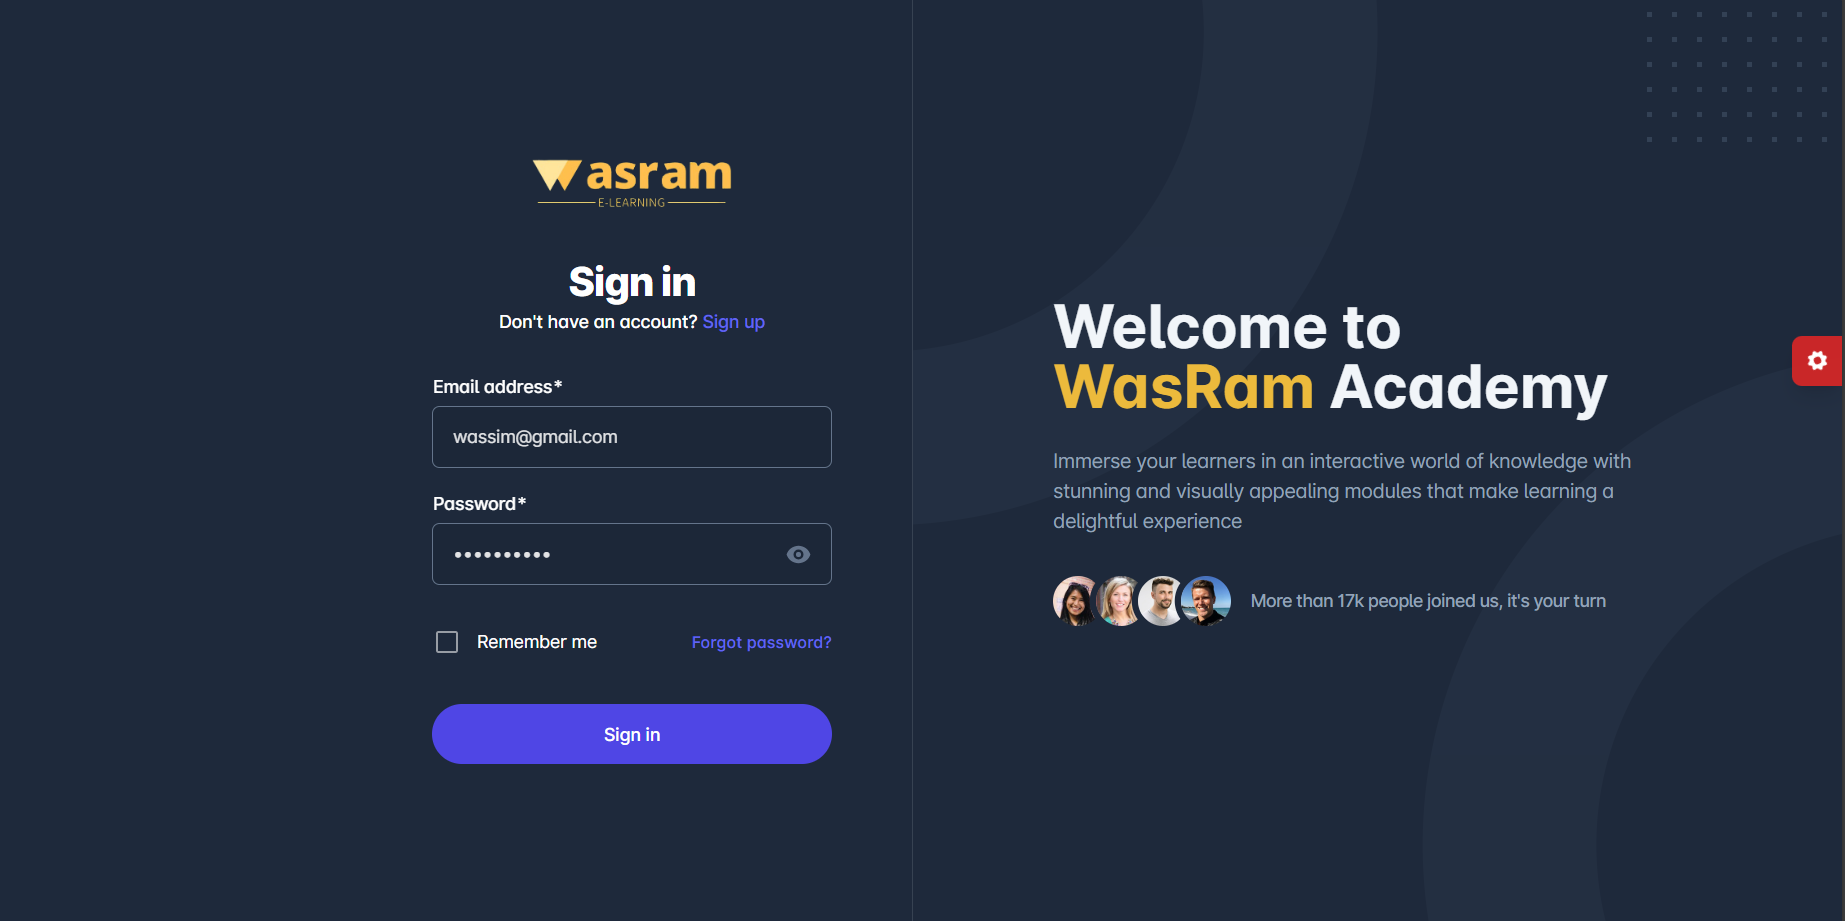 Wasram
E-LEARNING
Sign in
Don't have an account? Sign up
Email address*
wassim@gmail.com
Password*
••••••••••
Remember me
Forgot password?
Sign in
Welcome to
WasRam Academy
Immerse your learners in an interactive world of knowledge with
stunning and visually appealing modules that make learning a
delightful experience
More than 17k people joined us, it's your turn